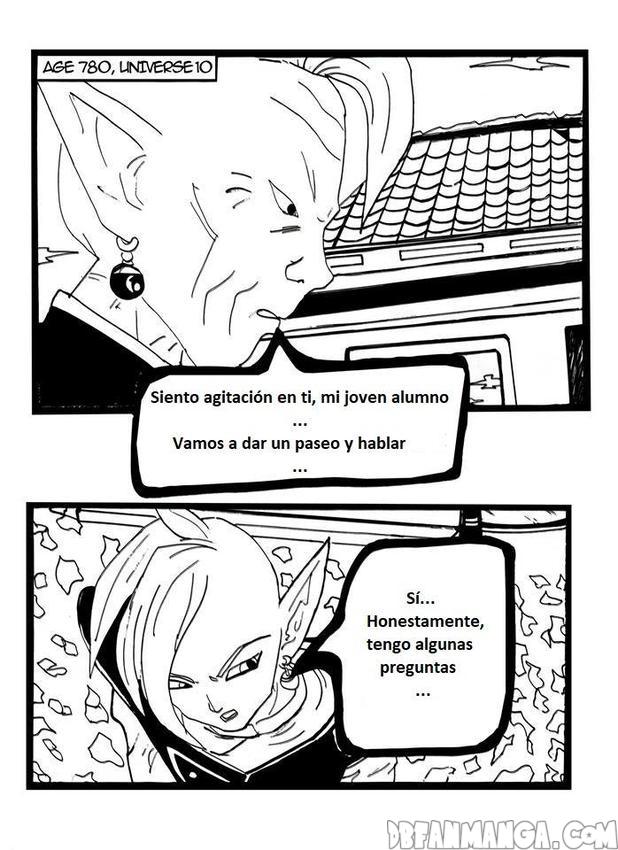 AGE 780, UNIVERSE 10
Siento agitación en ti, mi joven alumno
...
Vamos a dar un paseo y hablar
...
Sí...
Honestamente,
tengo algunas
preguntas
...
DBFANMANGA.COM